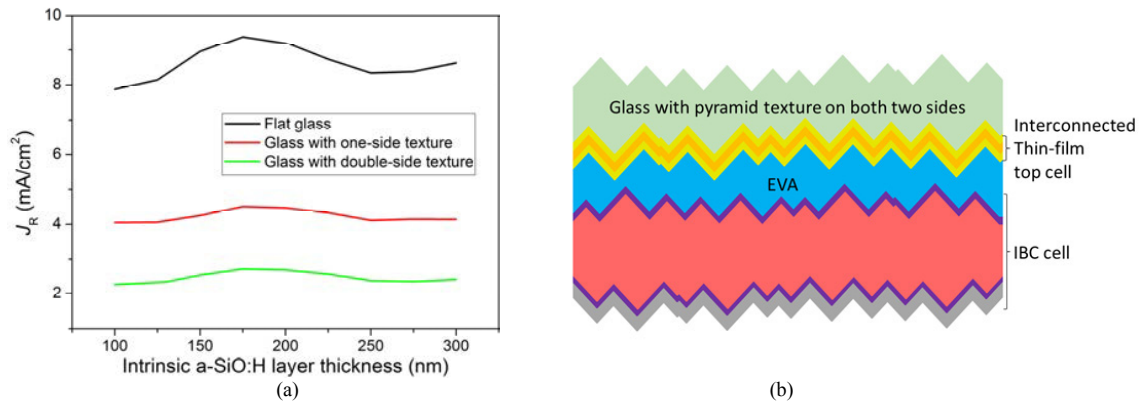 10
8
6
4
2
J_R (mA/cm²)
Flat glass
Glass with one-side texture
Glass with double-side texture
100 150 200 250 300
Intrinsic a-SiO:H layer thickness (nm)
(a)
Glass with pyramid texture on both two sides
Interconnected
Thin-film
top cell
EVA
IBC cell
(b)